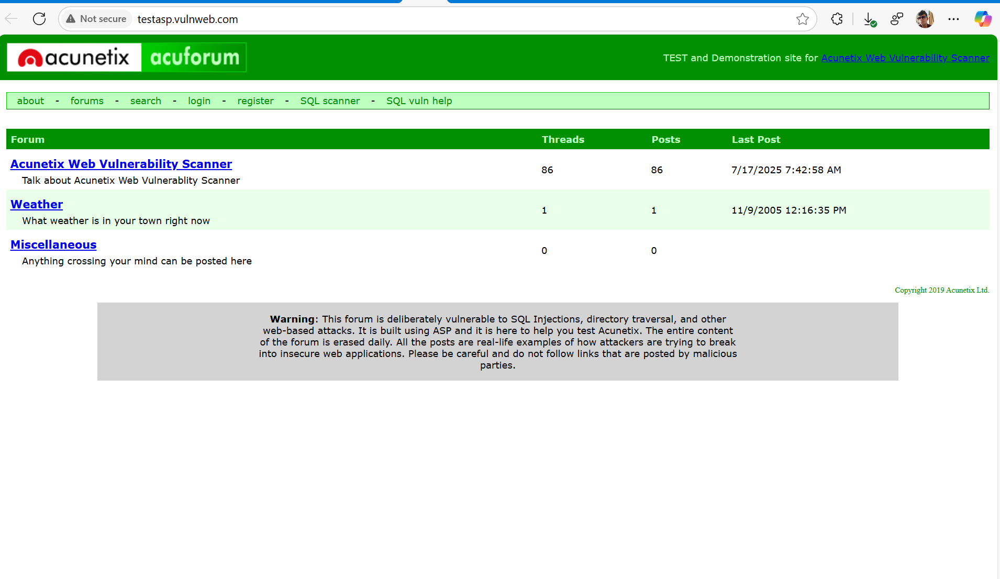 Not secure testasp.vulnweb.com
acunetix acuforum
TEST and Demonstration site for Acunetix Web Vulnerability Scanner
about - forums - search - login - register - SQL scanner - SQL vuln help
Forum Threads Posts Last Post
Acunetix Web Vulnerability Scanner
Talk about Acunetix Web Vulnerablity Scanner
86 86 7/17/2025 7:42:58 AM
Weather
What weather is in your town right now
1 1 11/9/2005 12:16:35 PM
Miscellaneous
Anything crossing your mind can be posted here
0 0
Copyright 2019 Acunetix Ltd.
Warning: This forum is deliberately vulnerable to SQL Injections, directory traversal, and other
web-based attacks. It is built using ASP and it is here to help you test Acunetix. The entire content
of the forum is erased daily. All the posts are real-life examples of how attackers are trying to break
into insecure web applications. Please be careful and do not follow links that are posted by malicious
parties.